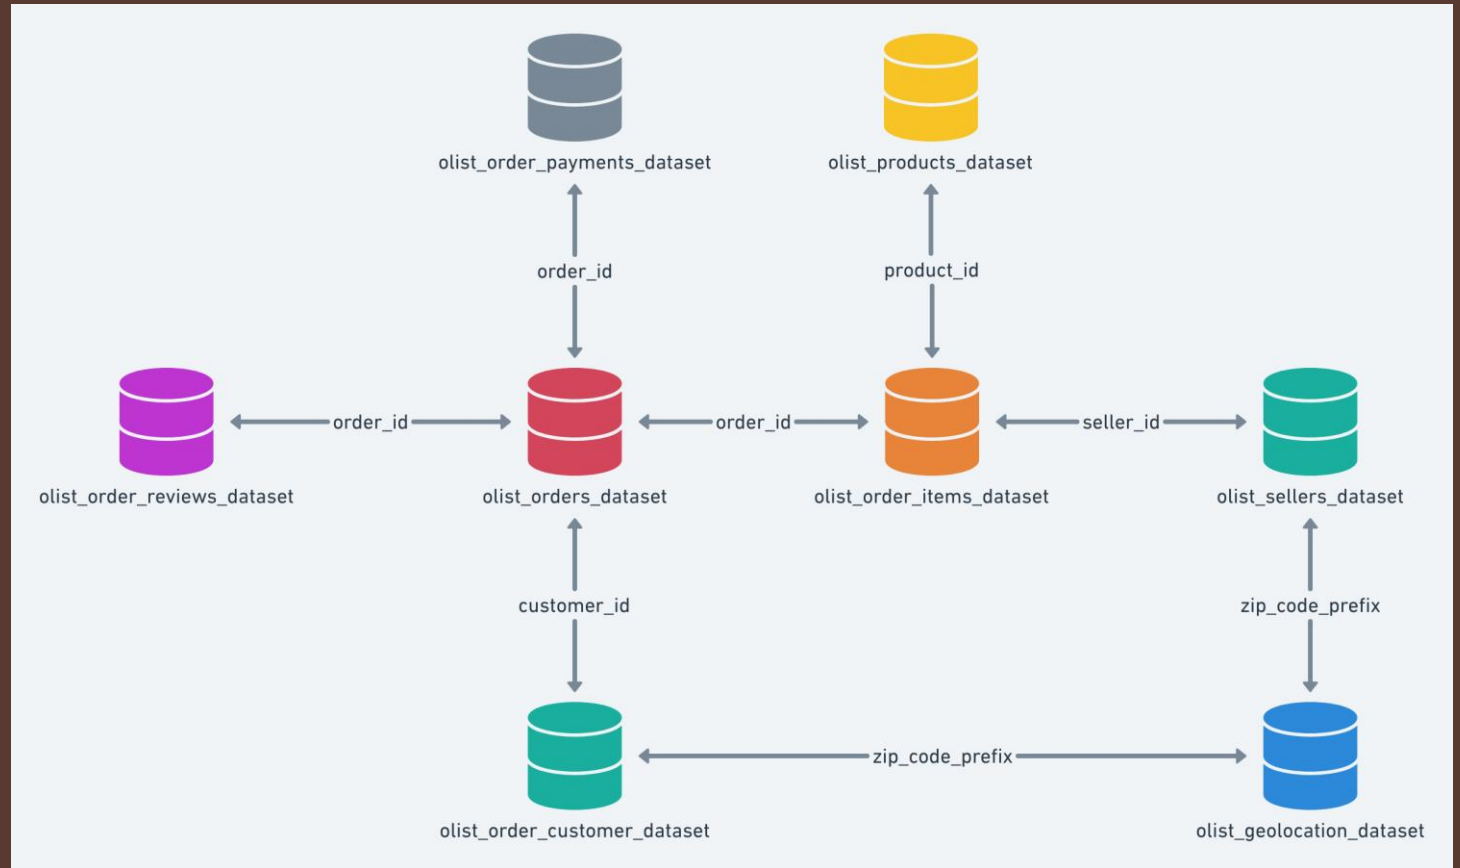 olist_order_payments_dataset
olist_products_dataset
order_id
product_id
order_id
order_id
seller_id
olist_order_reviews_dataset
olist_orders_dataset
olist_order_items_dataset
olist_sellers_dataset
customer_id
zip_code_prefix
zip_code_prefix
olist_order_customer_dataset
olist_geolocation_dataset